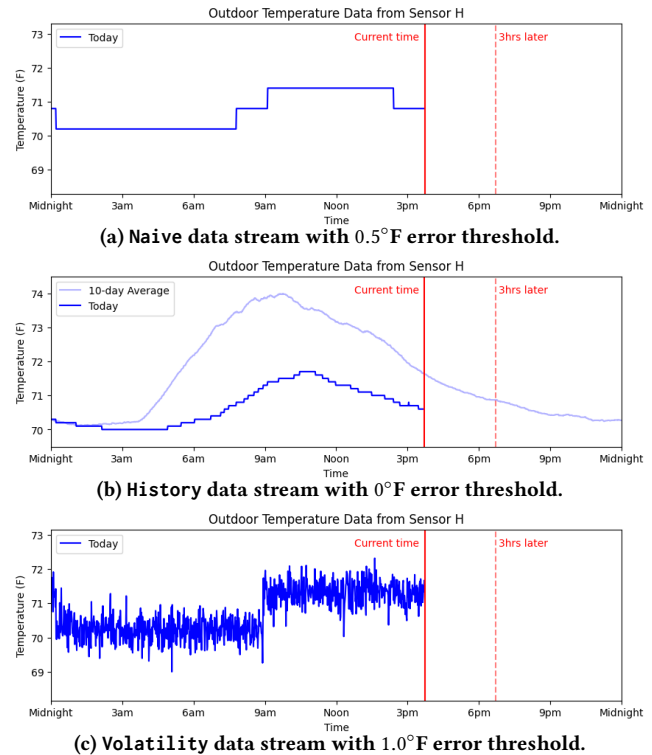 Outdoor Temperature Data from Sensor H
Today
Current time
3hrs later
Temperature (F)
73
72
71
70
69
Midnight 3am 6am 9am Noon 3pm 6pm 9pm Midnight
Time
(a) Naive data stream with 0.5°F error threshold.
Outdoor Temperature Data from Sensor H
10-day Average
Today
Current time
3hrs later
Temperature (F)
74
73
72
71
70
Midnight 3am 6am 9am Noon 3pm 6pm 9pm Midnight
Time
(b) History data stream with 0°F error threshold.
Outdoor Temperature Data from Sensor H
Today
Current time
3hrs later
Temperature (F)
73
72
71
70
69
Midnight 3am 6am 9am Noon 3pm 6pm 9pm Midnight
Time
(c) Volatility data stream with 1.0°F error threshold.